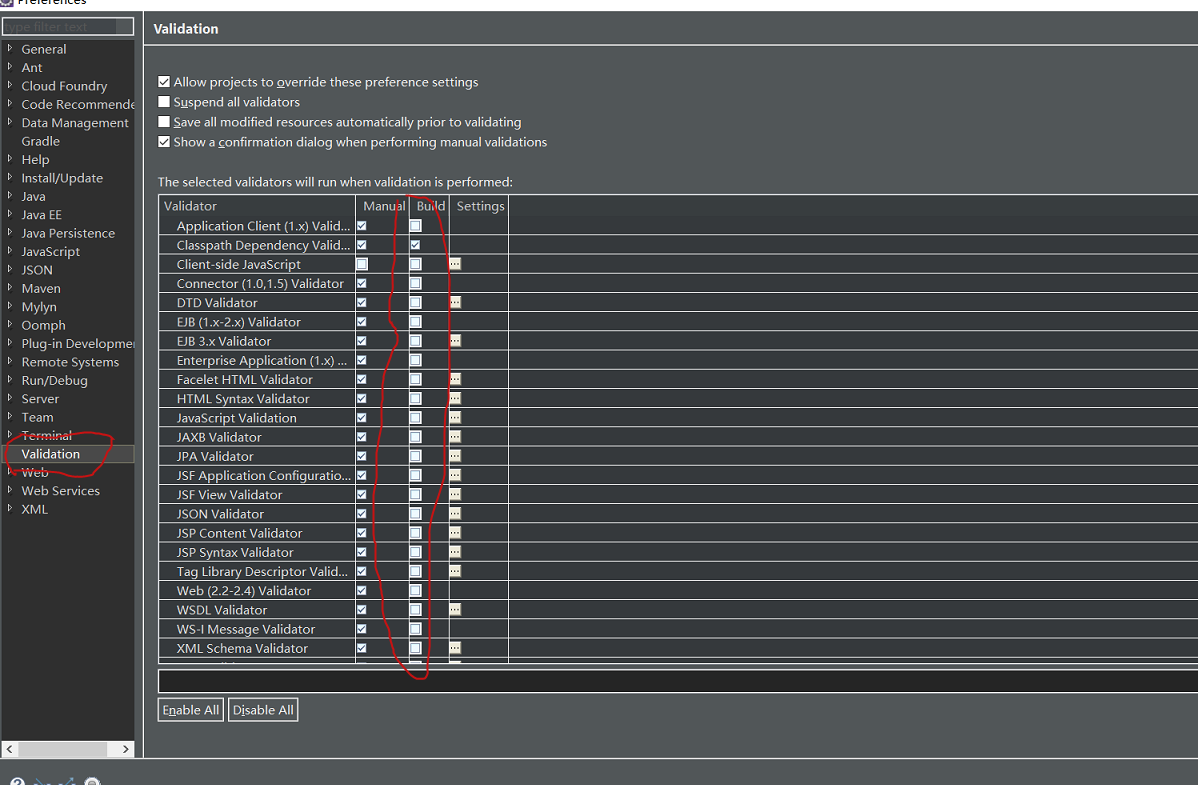 Preferences
type filter text
General
Ant
Cloud Foundry
Code Recommende
Data Management
Gradle
Help
Install/Update
Java
Java EE
Java Persistence
JavaScript
JSON
Maven
Mylyn
Oomph
Plug-in Developmer
Remote Systems
Run/Debug
Server
Team
Terminal
Validation
Web
Web Services
XML
Validation
Allow projects to override these preference settings
Suspend all validators
Save all modified resources automatically prior to validating
Show a confirmation dialog when performing manual validations
The selected validators will run when validation is performed:
Validator Manual Build Settings
Application Client (1.x) Valid...
Classpath Dependency Valid...
Client-side JavaScript ...
Connector (1.0,1.5) Validator
DTD Validator ...
EJB (1.x-2.x) Validator
EJB 3.x Validator ...
Enterprise Application (1.x) ...
Facelet HTML Validator ...
HTML Syntax Validator ...
JavaScript Validation ...
JAXB Validator ...
JPA Validator ...
JSF Application Configuratio... ...
JSF View Validator ...
JSON Validator ...
JSP Content Validator ...
JSP Syntax Validator ...
Tag Library Descriptor Valid... ...
Web (2.2-2.4) Validator
WSDL Validator ...
WS-I Message Validator
XML Schema Validator ...
Enable All Disable All